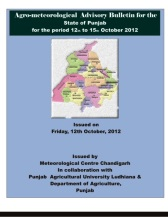 Agro-meteorological Advisory Bulletin for the
State of Punjab
for the period 12th to 15th October 2012
Issued on
Friday, 12th October, 2012
Issued by
Meteorological Centre Chandigarh
In collaboration with
Punjab Agricultural University Ludhiana &
Department of Agriculture,
Punjab